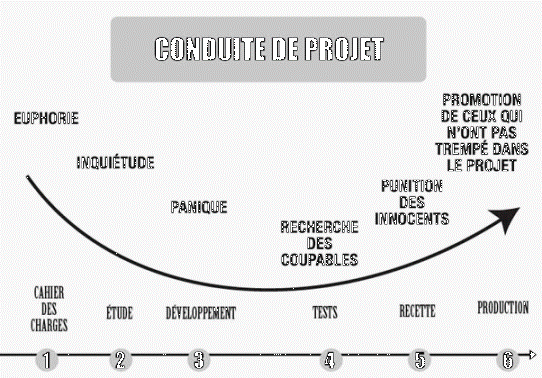 CONDUITE DE PROJET
EUPHORIE
INQUIÉTUDE
PANIQUE
RECHERCHE
DES
COUPABLES
PUNITION
DES
INNOCENTS
PROMOTION
DE CEUX QUI
N'ONT PAS
TREMPÉ DANS
LE PROJET
CAHIER
DES
CHARGES
ÉTUDE
DÉVELOPPEMENT
TESTS
RECETTE
PRODUCTION
1 2 3 4 5 6